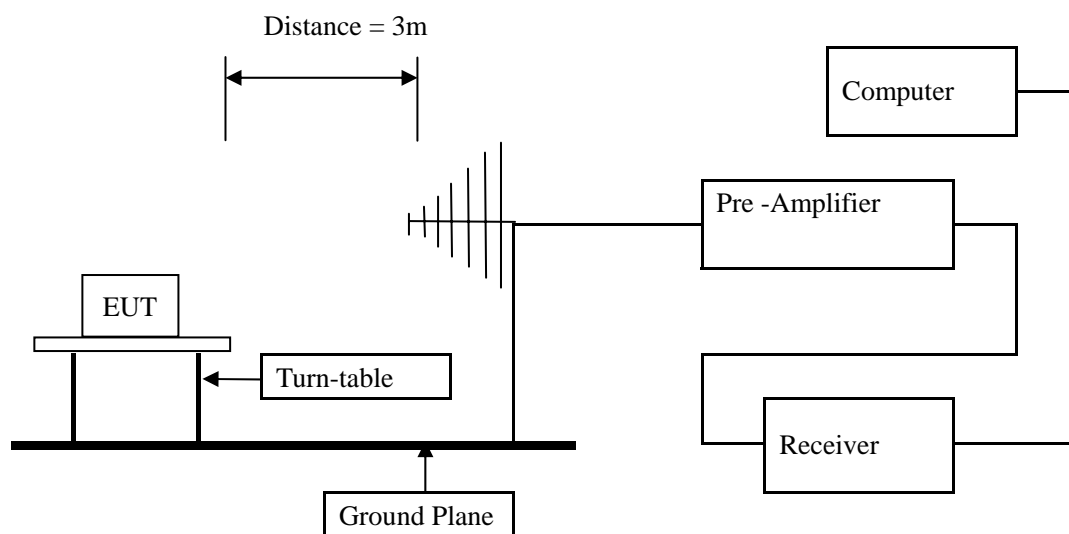 Distance = 3m
Computer
Pre -Amplifier
EUT
Turn-table
Receiver
Ground Plane